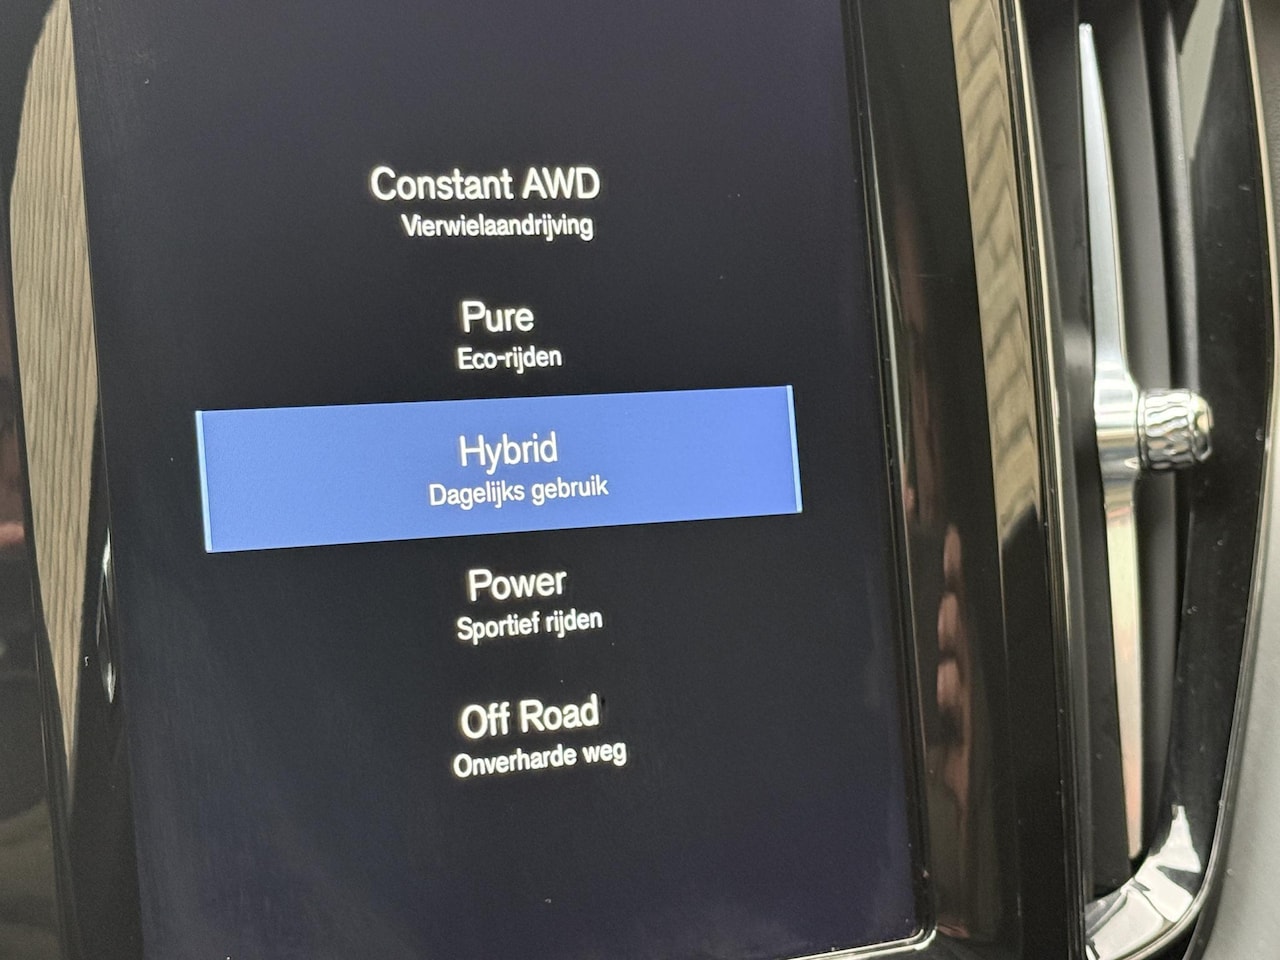 Constant AWD
Vierwielaandrijving
Pure
Eco-rijden
Hybrid
Dagelijks gebruik
Power
Sportief rijden
Off Road
Onverharde weg